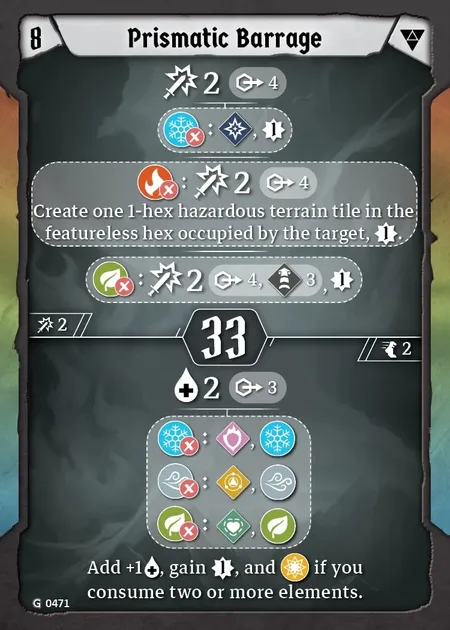 8 Prismatic Barrage
2 4
:  ,
: 2 4
Create one 1-hex hazardous terrain tile in the
featureless hex occupied by the target, .
: 2 4, 3 ,
2
33
2
2 3
: ,
: ,
: ,
Add +1 , gain , and if you
consume two or more elements.
G 0471